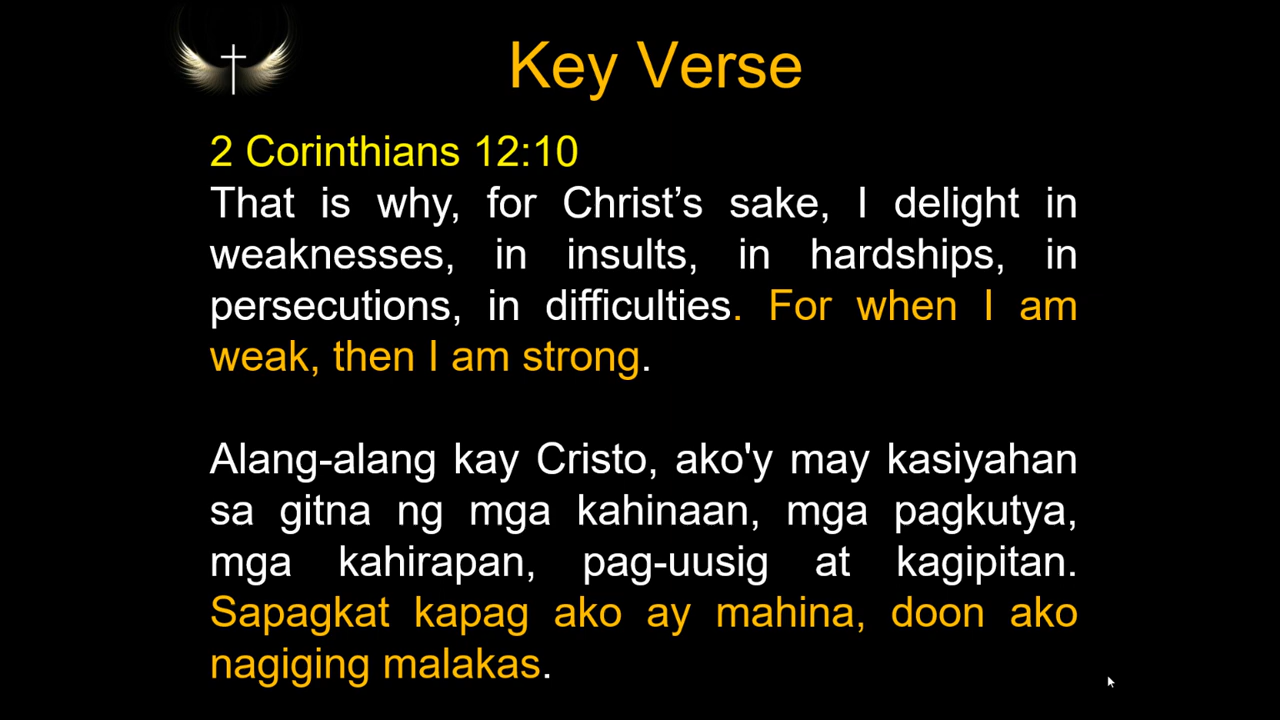 Key Verse
2 Corinthians 12:10
That is why, for Christ’s sake, I delight in
weaknesses, in insults, in hardships, in
persecutions, in difficulties. For when I am
weak, then I am strong.
Alang-alang kay Cristo, ako'y may kasiyahan
sa gitna ng mga kahinaan, mga pagkutya,
mga kahirapan, pag-uusig at kagipitan.
Sapagkat kapag ako ay mahina, doon ako
nagiging malakas.